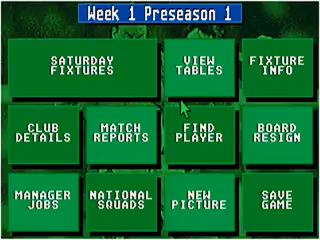 Week 1 Preseason 1
SATURDAY
FIXTURES
VIEW
TABLES
FIXTURE
INFO
CLUB
DETAILS
MATCH
REPORTS
FIND
PLAYER
BOARD
RESIGN
MANAGER
JOBS
NATIONAL
SQUADS
NEW
PICTURE
SAVE
GAME